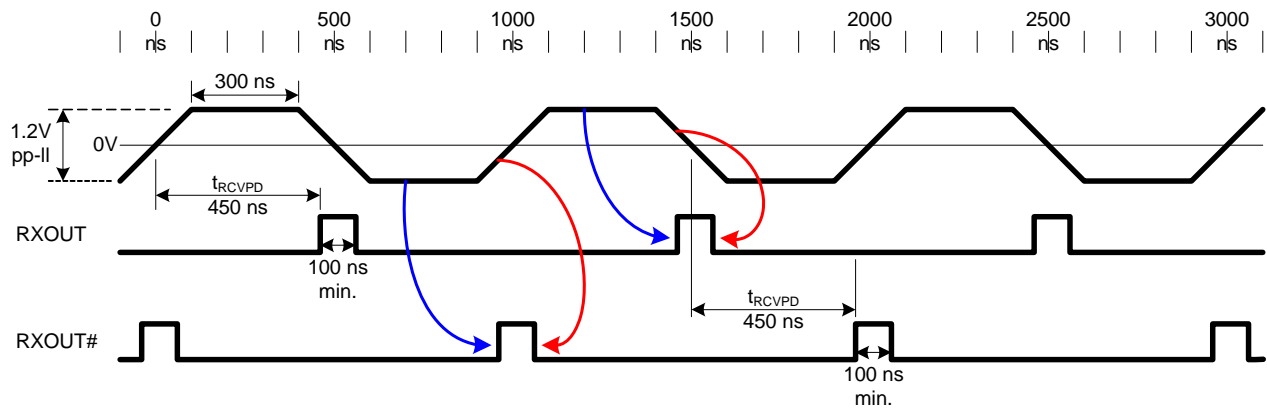 0 500 1000 1500 2000 2500 3000
ns ns ns ns ns ns ns
300 ns
1.2V
pp-ll
0V
tRCVPD
450 ns
RXOUT
100 ns
min.
tRCVPD
450 ns
RXOUT#
100 ns
min.